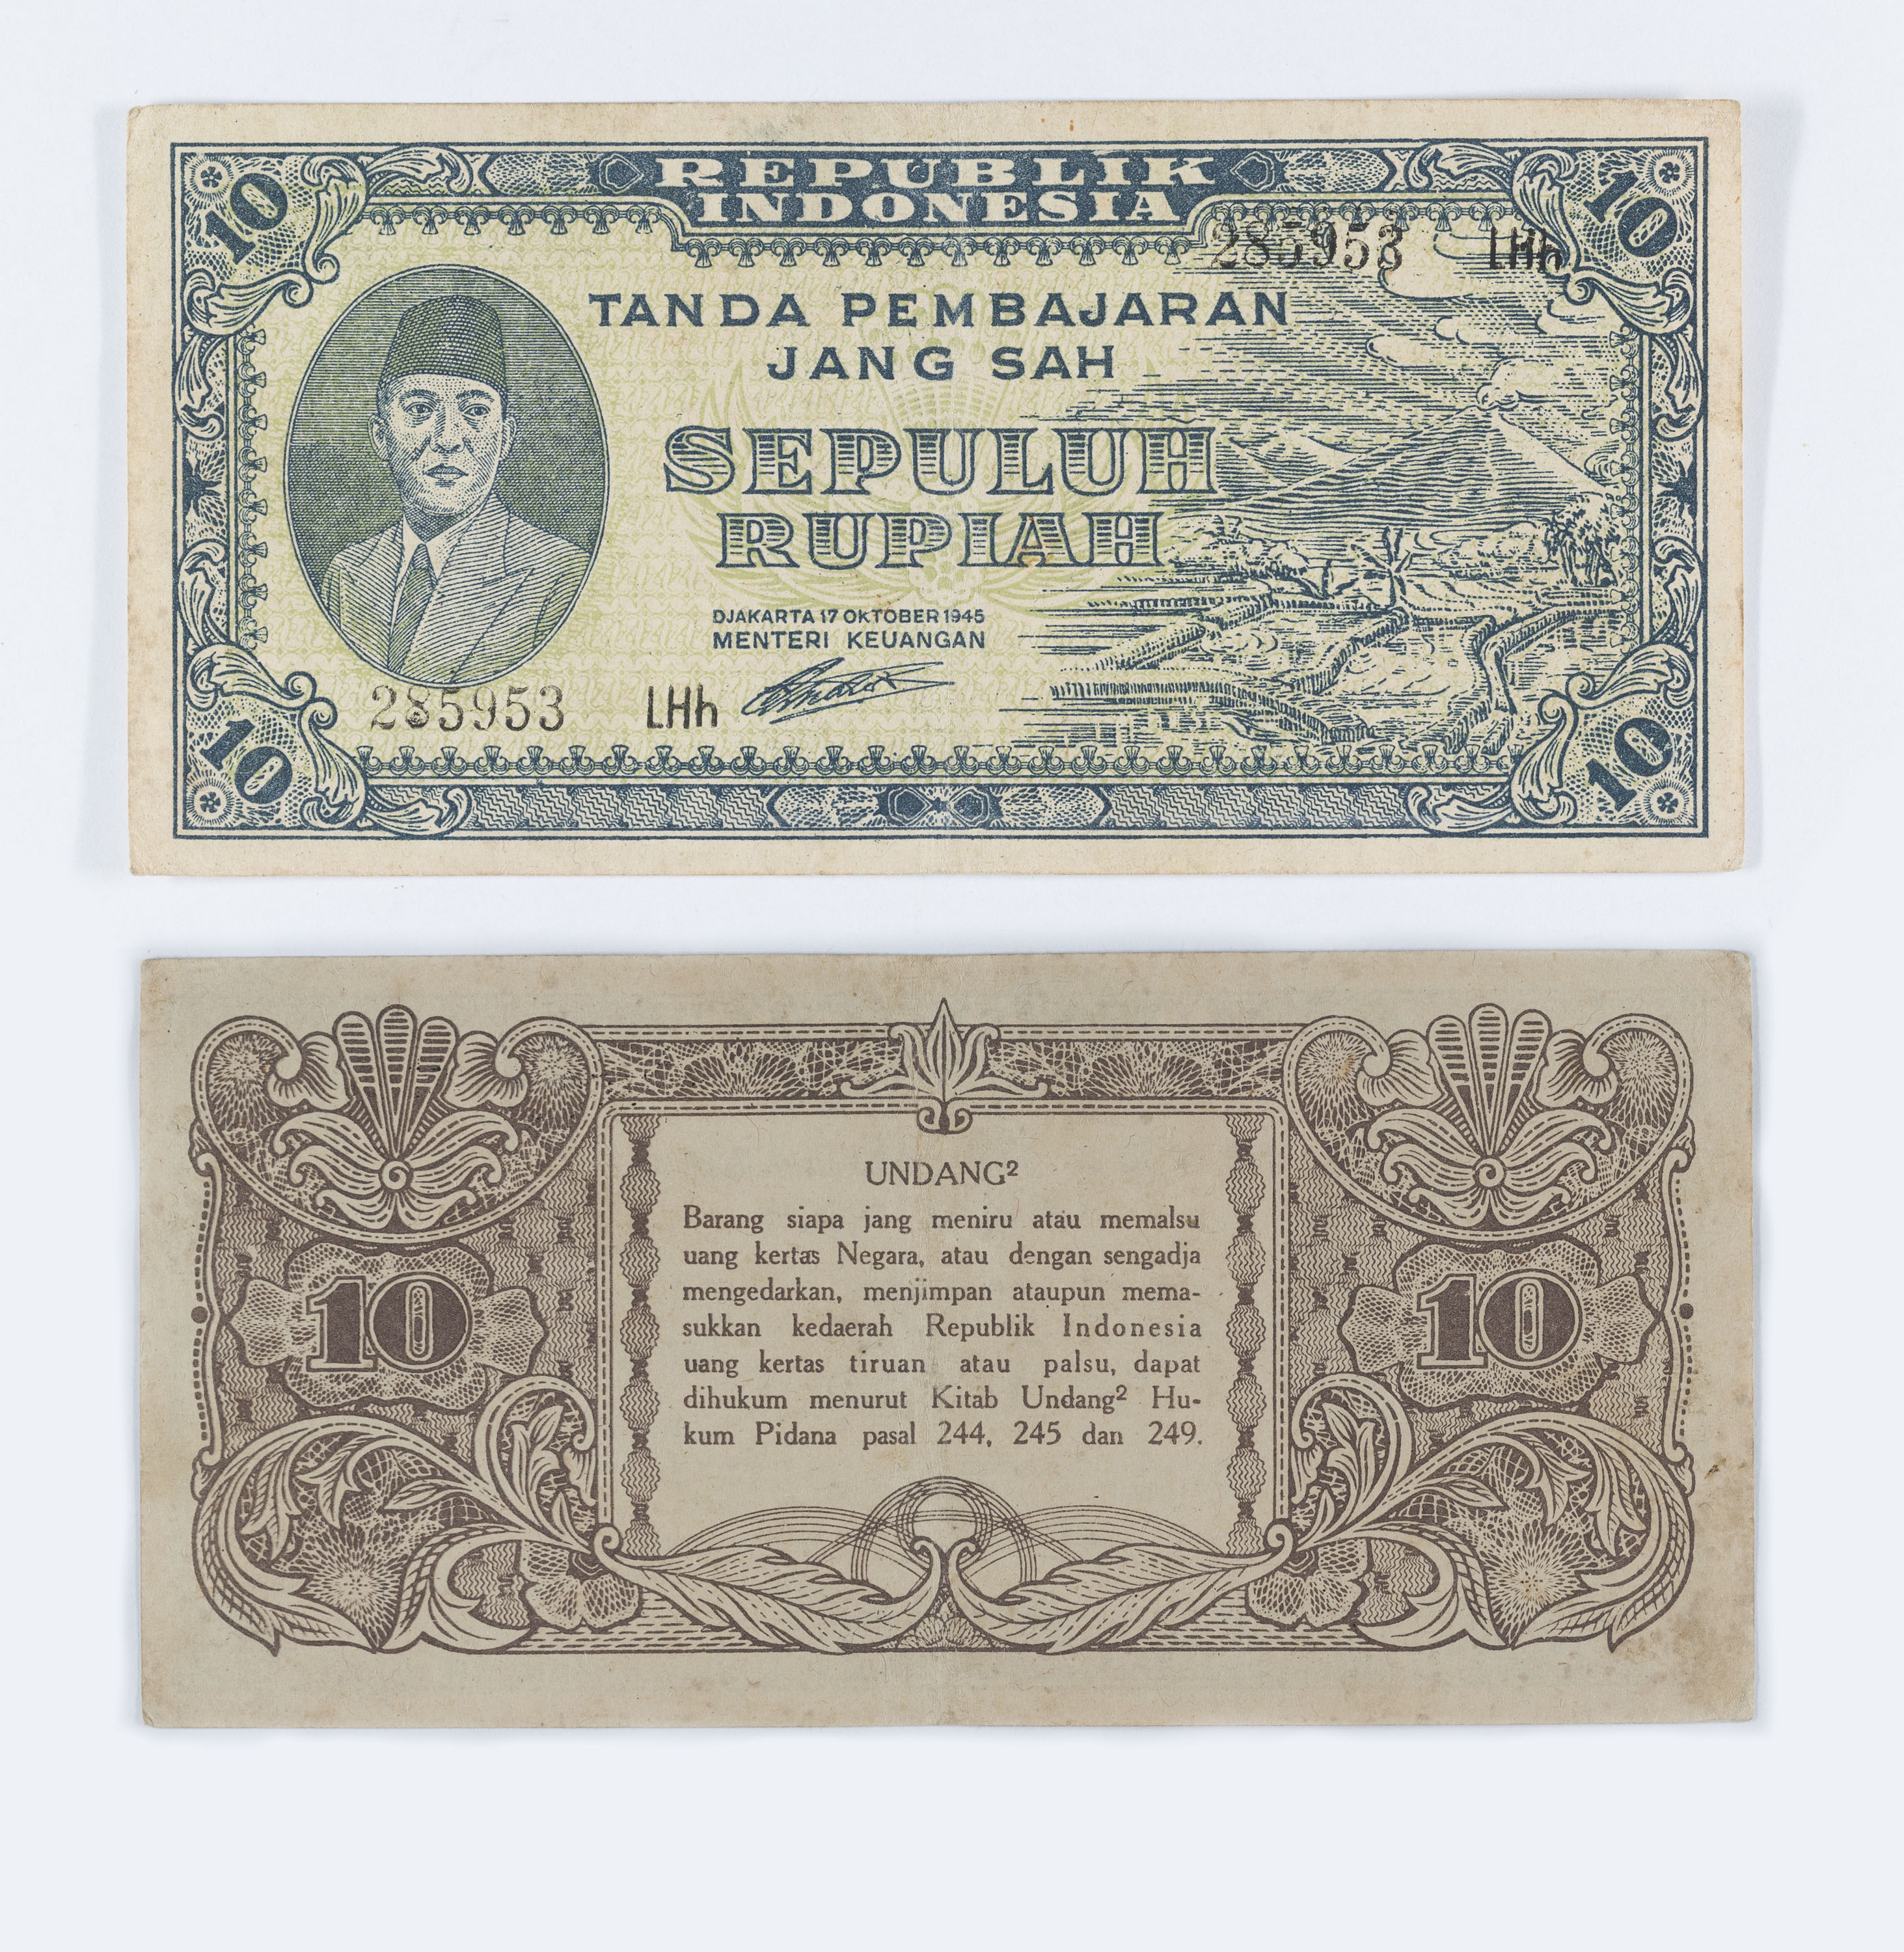 10
REPUBLIK
INDONESIA
10
285953 LHh
TANDA PEMBAJARAN
JANG SAH
SEPULUH
RUPIAH
DJAKARTA 17 OKTOBER 1945
MENTERI KEUANGAN
285953 LHh
10
10
UNDANG²
Barang siapa jang meniru atau memalsu
uang kertas Negara, atau dengan sengadja
mengedarkan, menjimpan ataupun mema-
sukkan kedaerah Republik Indonesia
uang kertas tiruan atau palsu, dapat
dihukum menurut Kitab Undang² Hu-
kum Pidana pasal 244, 245 dan 249.
10
10